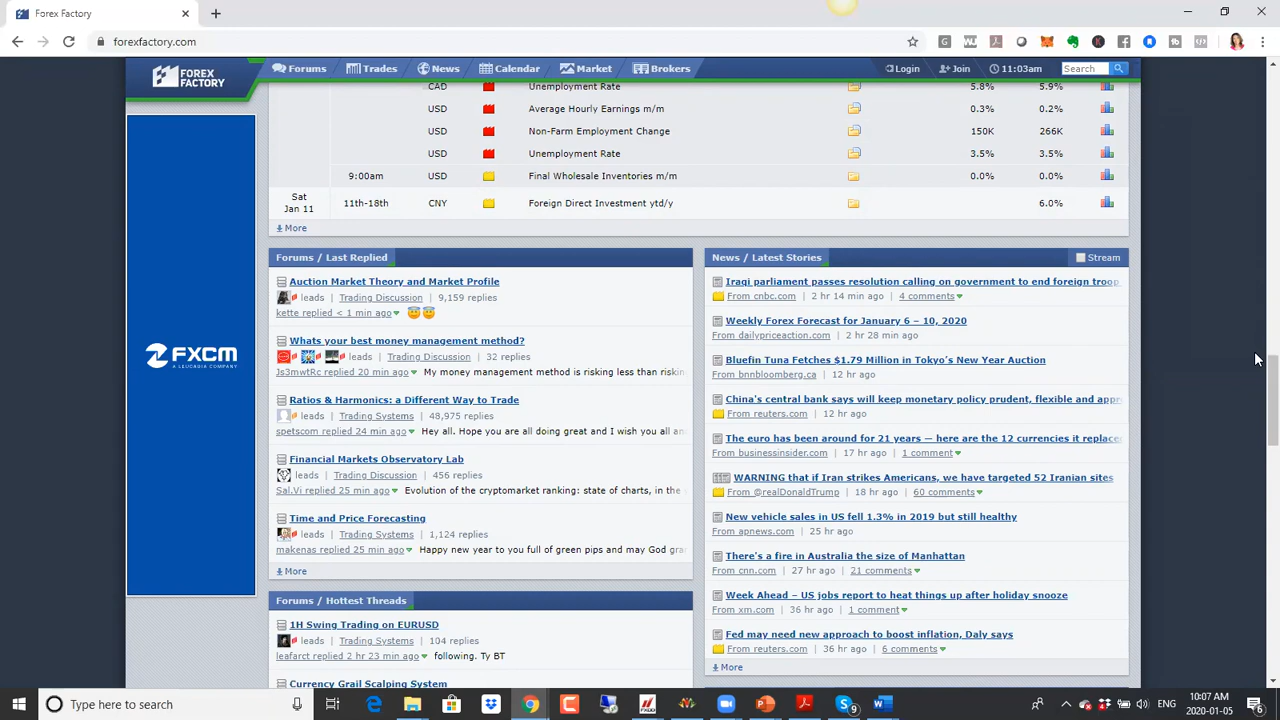 Forex Factory
forexfactory.com
FOREX FACTORY
Forums
Trades
News
Calendar
Market
Brokers
Login
Join
11:03am
Search
CAD Unemployment Rate 5.8% 5.9%
USD Average Hourly Earnings m/m 0.3% 0.2%
USD Non-Farm Employment Change 150K 266K
USD Unemployment Rate 3.5% 3.5%
9:00am USD Final Wholesale Inventories m/m 0.0% 0.0%
Sat
Jan 11
11th-18th CNY Foreign Direct Investment ytd/y 6.0%
More
FXCM
A LEUCADIA COMPANY
Forums / Last Replied
Auction Market Theory and Market Profile
leads | Trading Discussion | 9,159 replies
kette replied < 1 min ago
Whats your best money management method?
leads | Trading Discussion | 32 replies
Js3mwtRc replied 20 min ago My money management method is risking less than riskin
Ratios & Harmonics: a Different Way to Trade
leads | Trading Systems | 48,975 replies
spetscom replied 24 min ago Hey all. Hope you are all doing great and I wish you all an
Financial Markets Observatory Lab
leads | Trading Discussion | 456 replies
Sal.Vi replied 25 min ago Evolution of the cryptomarket ranking: state of charts, in the
Time and Price Forecasting
leads | Trading Systems | 1,124 replies
makenas replied 25 min ago Happy new year to you full of green pips and may God gra
More
Forums / Hottest Threads
1H Swing Trading on EURUSD
leads | Trading Systems | 104 replies
leafarct replied 2 hr 23 min ago following. Ty BT
Currency Grail Scalping System
News / Latest Stories
Stream
Iraqi parliament passes resolution calling on government to end foreign troop
From cnbc.com | 2 hr 14 min ago | 4 comments
Weekly Forex Forecast for January 6 – 10, 2020
From dailypriceaction.com | 2 hr 28 min ago
Bluefin Tuna Fetches $1.79 Million in Tokyo's New Year Auction
From bnnbloomberg.ca | 12 hr ago
China's central bank says will keep monetary policy prudent, flexible and appr
From reuters.com | 12 hr ago
The euro has been around for 21 years — here are the 12 currencies it replace
From businessinsider.com | 17 hr ago | 1 comment
WARNING that if Iran strikes Americans, we have targeted 52 Iranian sites
From @realDonaldTrump | 18 hr ago | 60 comments
New vehicle sales in US fell 1.3% in 2019 but still healthy
From apnews.com | 25 hr ago
There's a fire in Australia the size of Manhattan
From cnn.com | 27 hr ago | 21 comments
Week Ahead – US jobs report to heat things up after holiday snooze
From xm.com | 36 hr ago | 1 comment
Fed may need new approach to boost inflation, Daly says
From reuters.com | 36 hr ago | 6 comments
More
Type here to search
ENG
10:07 AM
2020-01-05